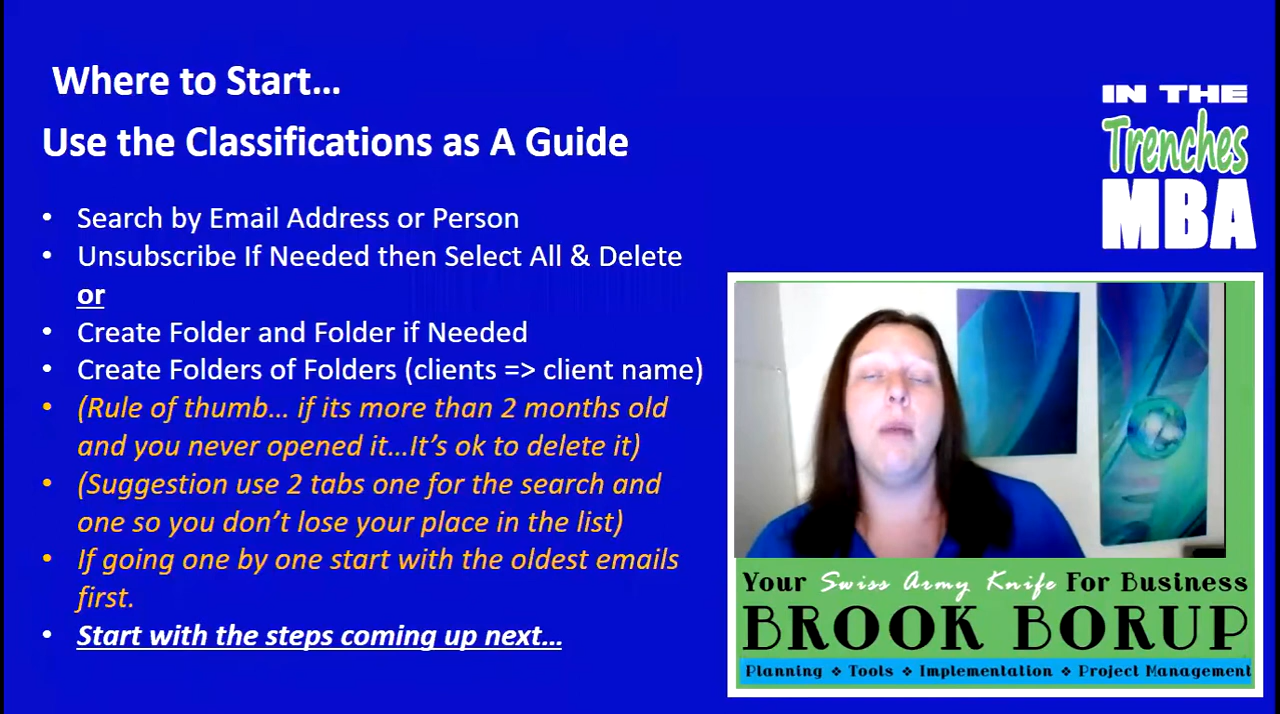 Where to Start...
Use the Classifications as A Guide
• Search by Email Address or Person
• Unsubscribe If Needed then Select All & Delete
or
• Create Folder and Folder if Needed
• Create Folders of Folders (clients => client name)
• (Rule of thumb... if its more than 2 months old
and you never opened it...It's ok to delete it)
• (Suggestion use 2 tabs one for the search and
one so you don't lose your place in the list)
• If going one by one start with the oldest emails
first.
• Start with the steps coming up next...
IN THE
Trenches
MBA
Your Swiss Army Knife For Business
BROOK BORUP
Planning ❖ Tools ❖ Implementation ❖ Project Management